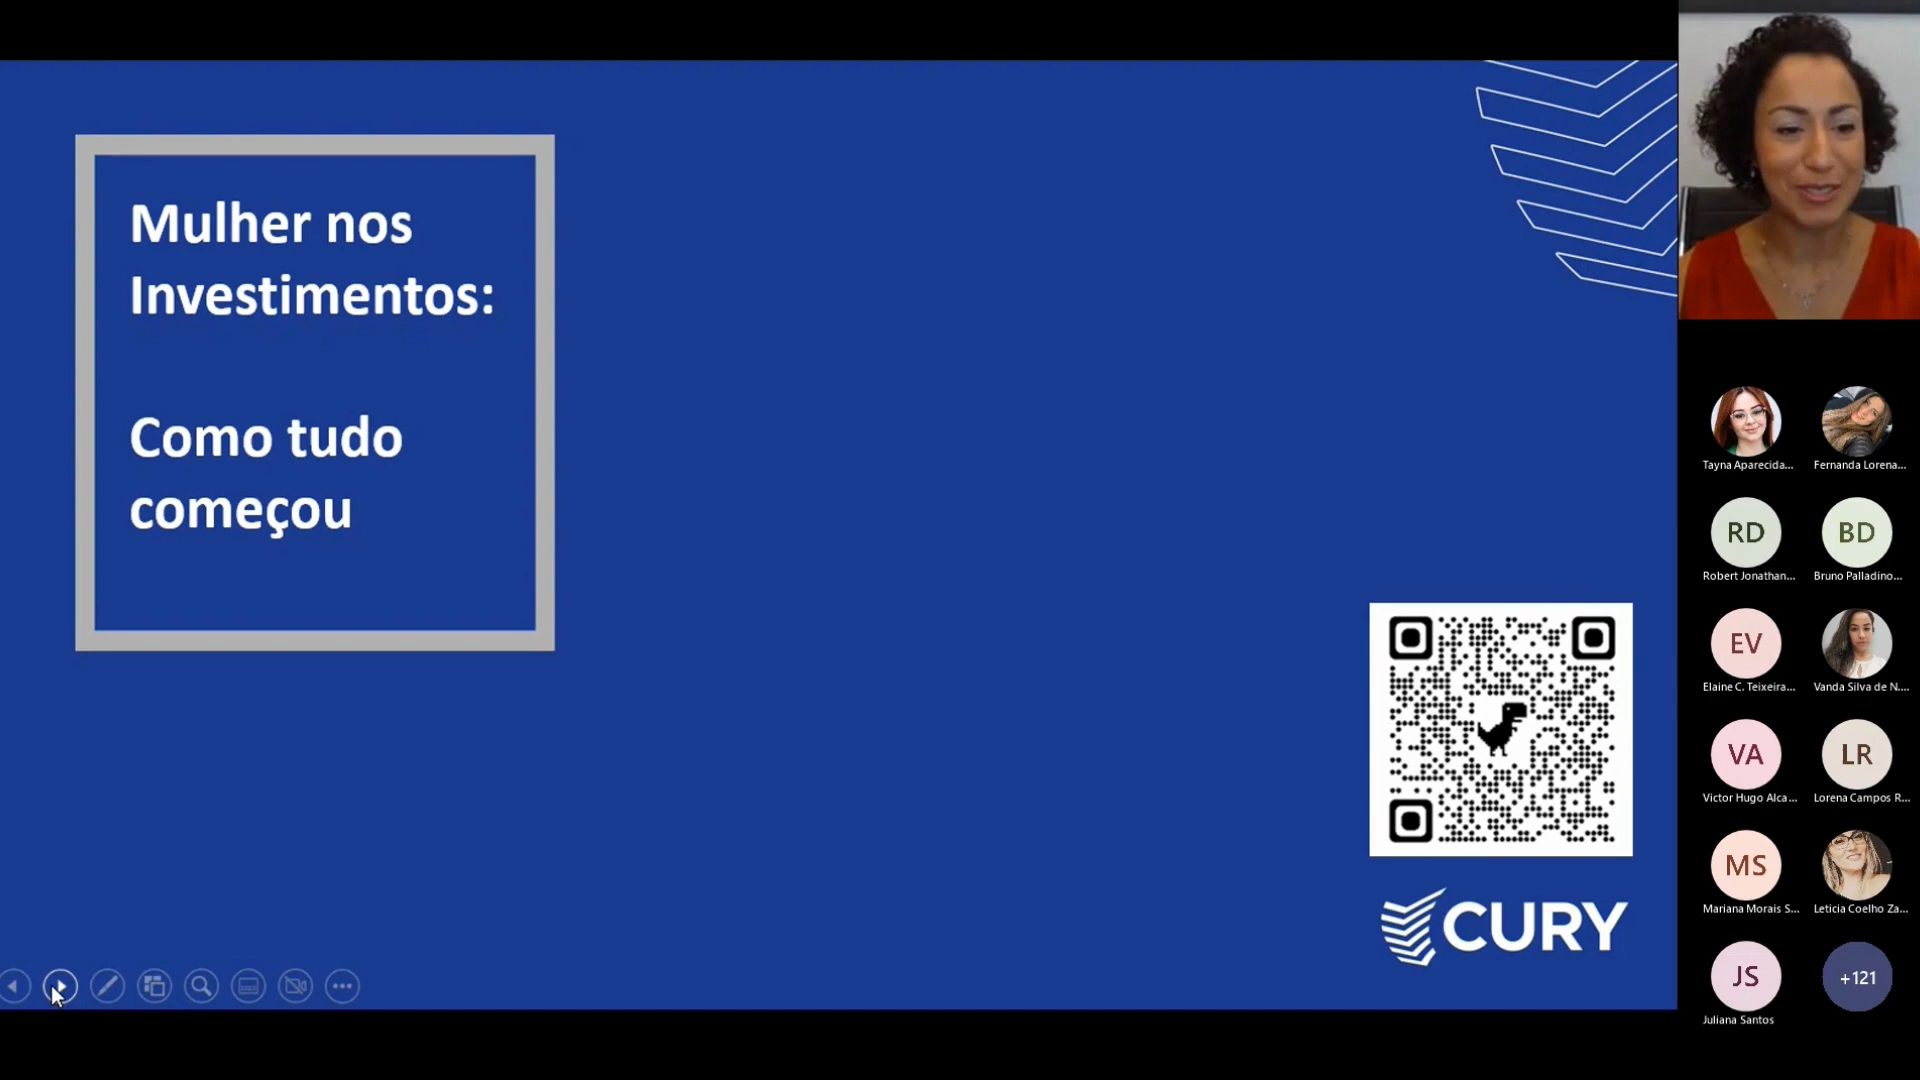 Mulher nos
Investimentos:
Como tudo
começou
CURY
Tayna Aparecida...
Fernanda Lorena...
RD
BD
Robert Jonathan...
Bruno Palladino...
EV
Elaine C. Teixeira...
Vanda Silva de N....
VA
LR
Victor Hugo Alca...
Lorena Campos R...
MS
Mariana Morais S...
Leticia Coelho Za...
JS
+121
Juliana Santos